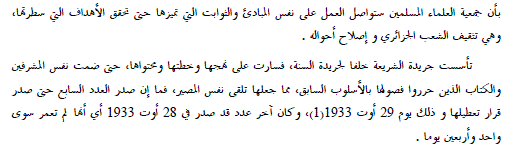 بأن جمعية العلماء المسلمين ستواصل العمل على نفس المبادئ والثوابت التي تميزها حتى تحقق الأهداف التي سطرتها،
وهي تثقيف الشعب الجزائري و إصلاح أحواله .
تأسست جريدة الشريعة خلفا لجريدة السنة، فسارت على نهجها وخطتها ومحتواها، حتى ضمت نفس المشرفين
والكتاب الذين حرروا فصولها بالأسلوب السابق، مما جعلها تلقى نفس المصير، فما إن صدر العدد السابع حتى صدر
قرار تعطيلها و ذلك يوم 29 أوت 1933(1)، وكان آخر عدد قد صدر في 28 أوت 1933 أي أنها لم تعمر سوى
واحد وأربعين يوما .